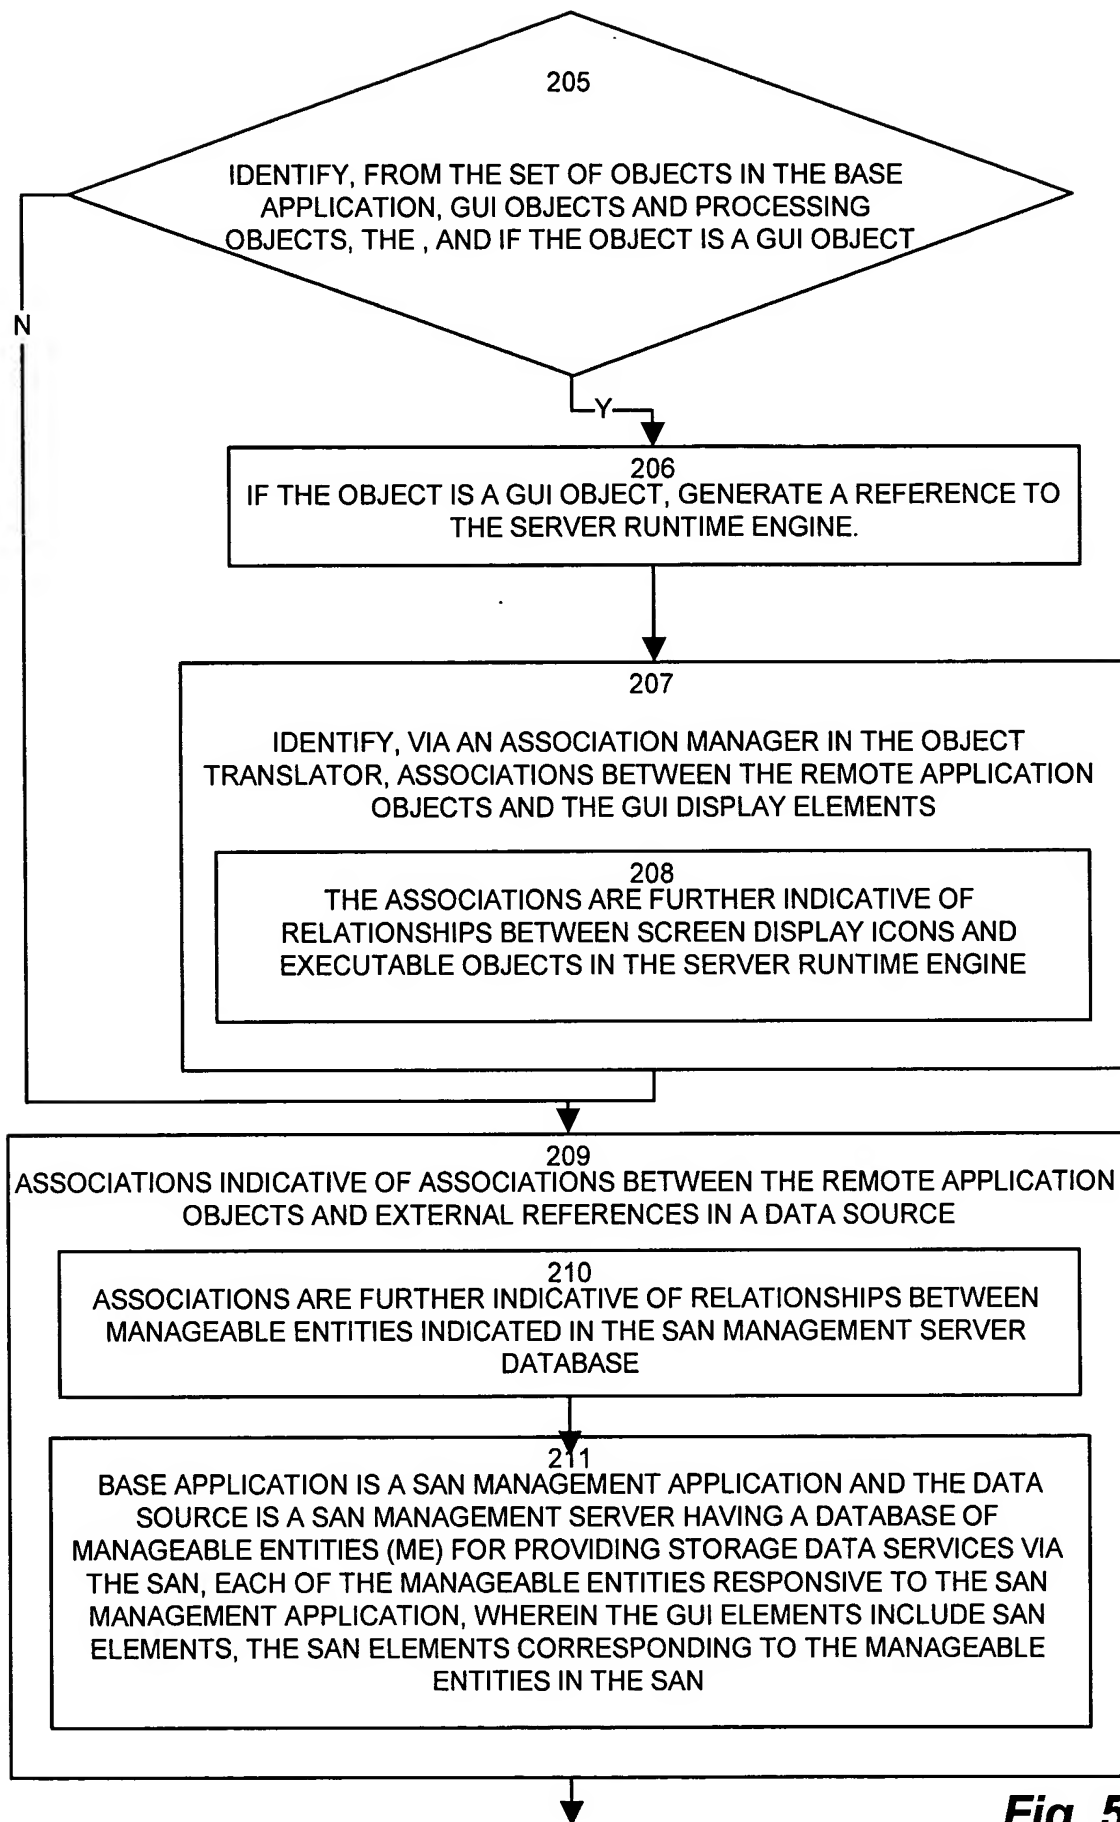 205
IDENTIFY, FROM THE SET OF OBJECTS IN THE BASE
APPLICATION, GUI OBJECTS AND PROCESSING
OBJECTS, THE , AND IF THE OBJECT IS A GUI OBJECT
N
Y
206
IF THE OBJECT IS A GUI OBJECT, GENERATE A REFERENCE TO
THE SERVER RUNTIME ENGINE.
207
IDENTIFY, VIA AN ASSOCIATION MANAGER IN THE OBJECT
TRANSLATOR, ASSOCIATIONS BETWEEN THE REMOTE APPLICATION
OBJECTS AND THE GUI DISPLAY ELEMENTS
208
THE ASSOCIATIONS ARE FURTHER INDICATIVE OF
RELATIONSHIPS BETWEEN SCREEN DISPLAY ICONS AND
EXECUTABLE OBJECTS IN THE SERVER RUNTIME ENGINE
209
ASSOCIATIONS INDICATIVE OF ASSOCIATIONS BETWEEN THE REMOTE APPLICATION
OBJECTS AND EXTERNAL REFERENCES IN A DATA SOURCE
210
ASSOCIATIONS ARE FURTHER INDICATIVE OF RELATIONSHIPS BETWEEN
MANAGEABLE ENTITIES INDICATED IN THE SAN MANAGEMENT SERVER
DATABASE
211
BASE APPLICATION IS A SAN MANAGEMENT APPLICATION AND THE DATA
SOURCE IS A SAN MANAGEMENT SERVER HAVING A DATABASE OF
MANAGEABLE ENTITIES (ME) FOR PROVIDING STORAGE DATA SERVICES VIA
THE SAN, EACH OF THE MANAGEABLE ENTITIES RESPONSIVE TO THE SAN
MANAGEMENT APPLICATION, WHEREIN THE GUI ELEMENTS INCLUDE SAN
ELEMENTS, THE SAN ELEMENTS CORRESPONDING TO THE MANAGEABLE
ENTITIES IN THE SAN
Fig. 5